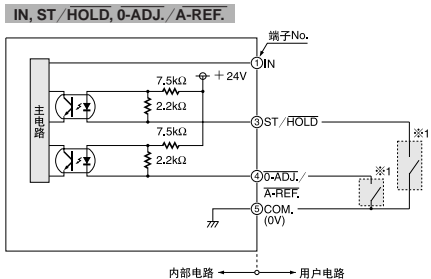 IN, ST/HOLD, 0-ADJ./A-REF.
端子No.
①IN
7.5kΩ
+24V
2.2kΩ
主电路
③ST/HOLD
※1
7.5kΩ
2.2kΩ
※1
④0-ADJ./
A-REF.
⑤COM.
(0V)
内部电路
用户电路